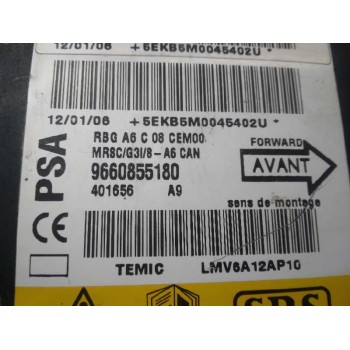 12/01/06 +5EKB5M0045402U*
12/01/06 +5EKB5M0045402U*
PSA
RBG A6 C 08 CEM00
MR8C/G3I/8-A6 CAN
9660855180
401656 A9
FORWARD
AVANT
sens de montage
CE
TEMIC LMV6A12AP10
SRS